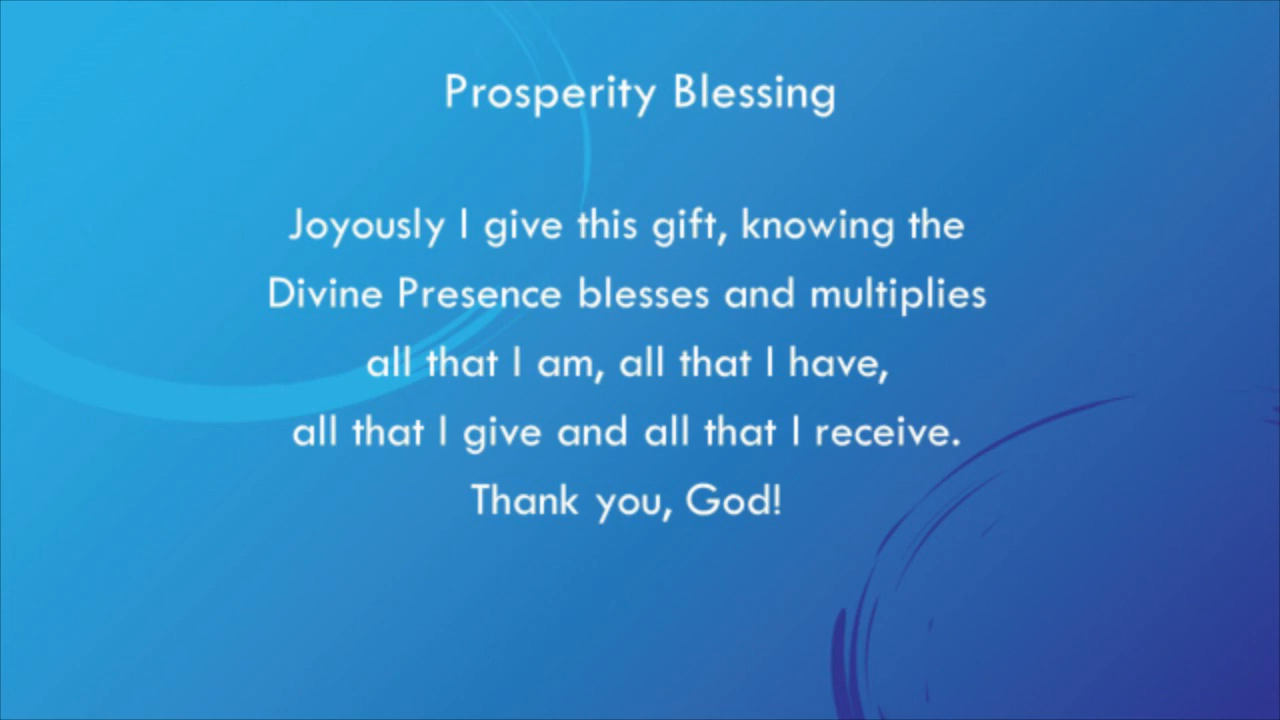 Prosperity Blessing
Joyously I give this gift, knowing the
Divine Presence blesses and multiplies
all that I am, all that I have,
all that I give and all that I receive.
Thank you, God!